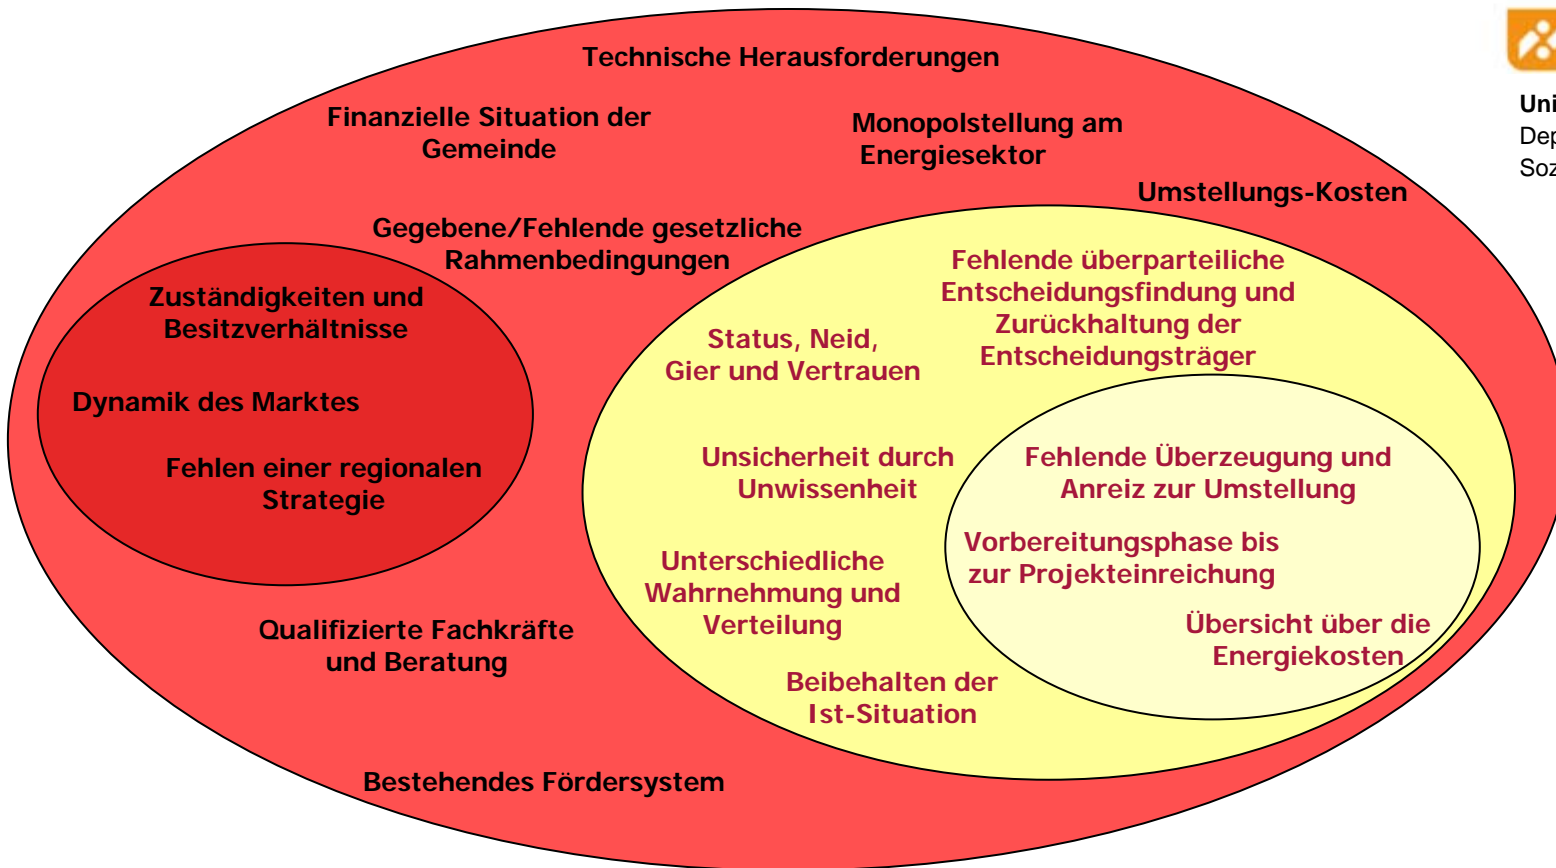 Technische Herausforderungen
Finanzielle Situation der
Gemeinde
Monopolstellung am
Energiesektor
Umstellungs-Kosten
Gegebene/Fehlende gesetzliche
Rahmenbedingungen
Zuständigkeiten und
Besitzverhältnisse
Dynamik des Marktes
Fehlen einer regionalen
Strategie
Fehlende überparteiliche
Entscheidungsfindung und
Zurückhaltung der
Entscheidungsträger
Status, Neid,
Gier und Vertrauen
Unsicherheit durch
Unwissenheit
Fehlende Überzeugung und
Anreiz zur Umstellung
Vorbereitungsphase bis
zur Projekteinreichung
Unterschiedliche
Wahrnehmung und
Verteilung
Übersicht über die
Energiekosten
Beibehalten der
Ist-Situation
Qualifizierte Fachkräfte
und Beratung
Bestehendes Fördersystem
Uni
Dep
Soz